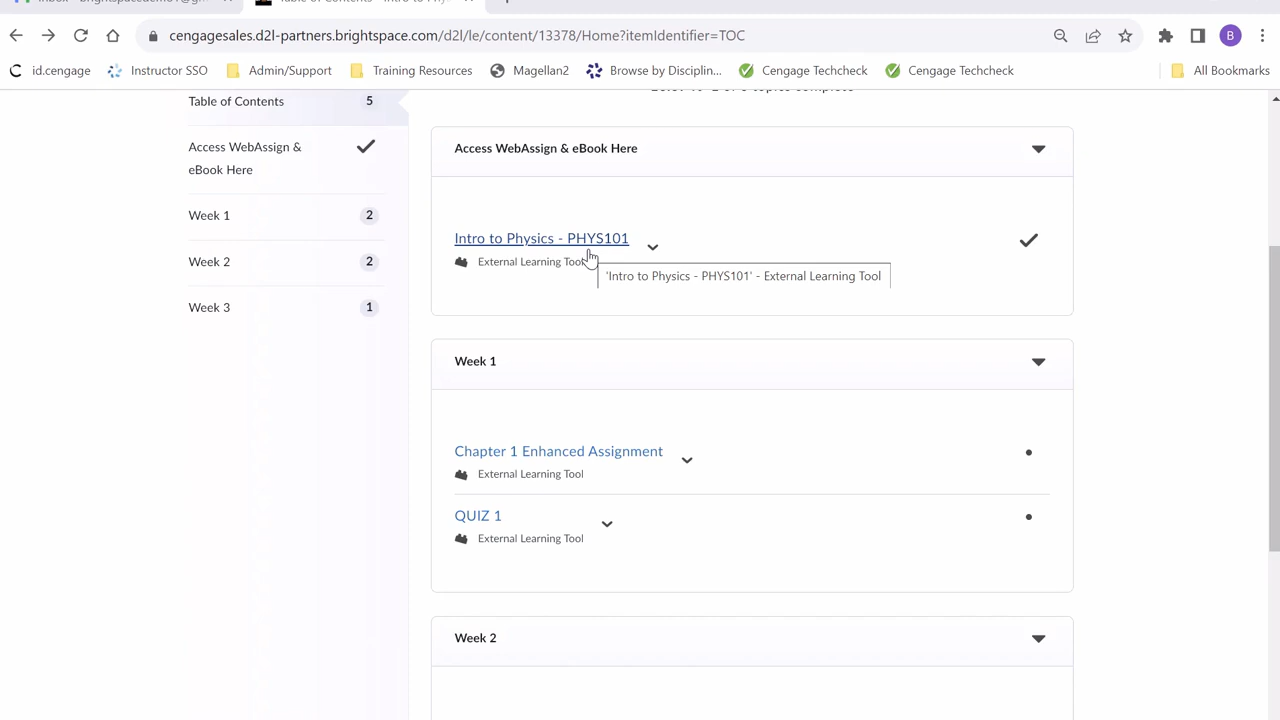 cengagesales.d2l-partners.brightspace.com/d2l/le/content/13378/Home?itemIdentifier=TOC
B
id.cengage
Instructor SSO
Admin/Support
Training Resources
Magellan2
Browse by Disciplin...
Cengage Techcheck
Cengage Techcheck
All Bookmarks
Table of Contents
5
Access WebAssign &
eBook Here
Week 1
2
Week 2
2
Week 3
1
Access WebAssign & eBook Here
Intro to Physics - PHYS101
External Learning Tool
'Intro to Physics - PHYS101' - External Learning Tool
Week 1
Chapter 1 Enhanced Assignment
External Learning Tool
QUIZ 1
External Learning Tool
Week 2